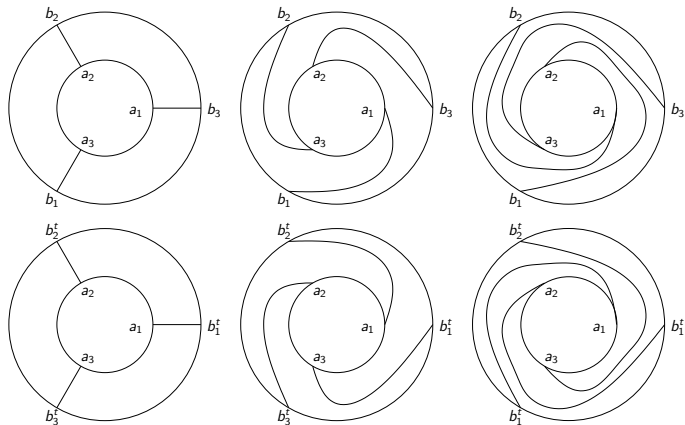 b₂ b₂ b₂
a₂ a₂ a₂
a₁ b₃ a₁ b₃ a₁ b₃
a₃ a₃ a₃
b₁ b₁ b₁
b₂ᵗ b₂ᵗ b₂ᵗ
a₂ a₂ a₂
a₁ b₁ᵗ a₁ b₁ᵗ a₁ b₁ᵗ
a₃ a₃ a₃
b₃ᵗ b₃ᵗ b₁ᵗ